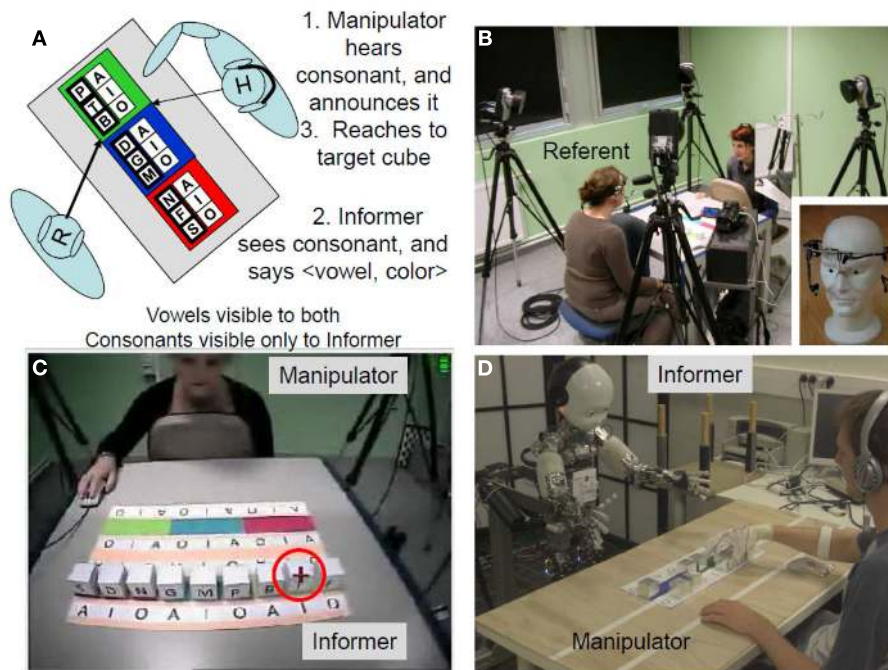 A
P A
T I
B O
D A
G I
M O
N A
F I
S O
H
R
1. Manipulator
hears
consonant, and
announces it
3. Reaches to
target cube
2. Informer
sees consonant, and
says <vowel, color>
Vowels visible to both
Consonants visible only to Informer
B
Referent
C
Manipulator
D N G M P
A I O A I O A I O
Informer
D
Informer
Manipulator